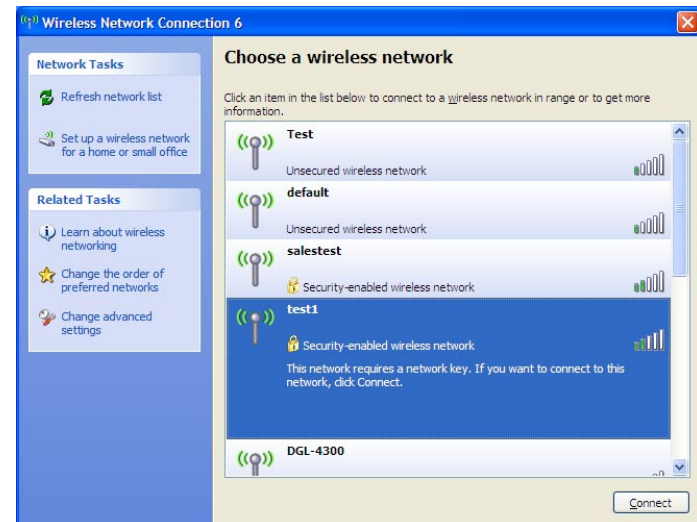 Wireless Network Connection 6
Network Tasks
Refresh network list
Set up a wireless network
for a home or small office
Related Tasks
Learn about wireless
networking
Change the order of
preferred networks
Change advanced
settings
Choose a wireless network
Click an item in the list below to connect to a wireless network in range or to get more
information.
Test
Unsecured wireless network
default
Unsecured wireless network
salestest
Security-enabled wireless network
test1
Security-enabled wireless network
This network requires a network key. If you want to connect to this
network, click Connect.
DGL-4300
Connect